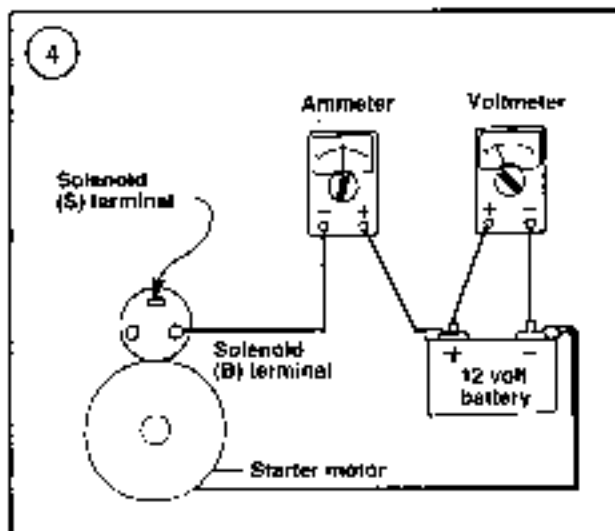 4
Ammeter
Voltmeter
Solenoid
(S) terminal
- +
+ -
Solenoid
(B) terminal
+ -
12 volt
battery
Starter motor